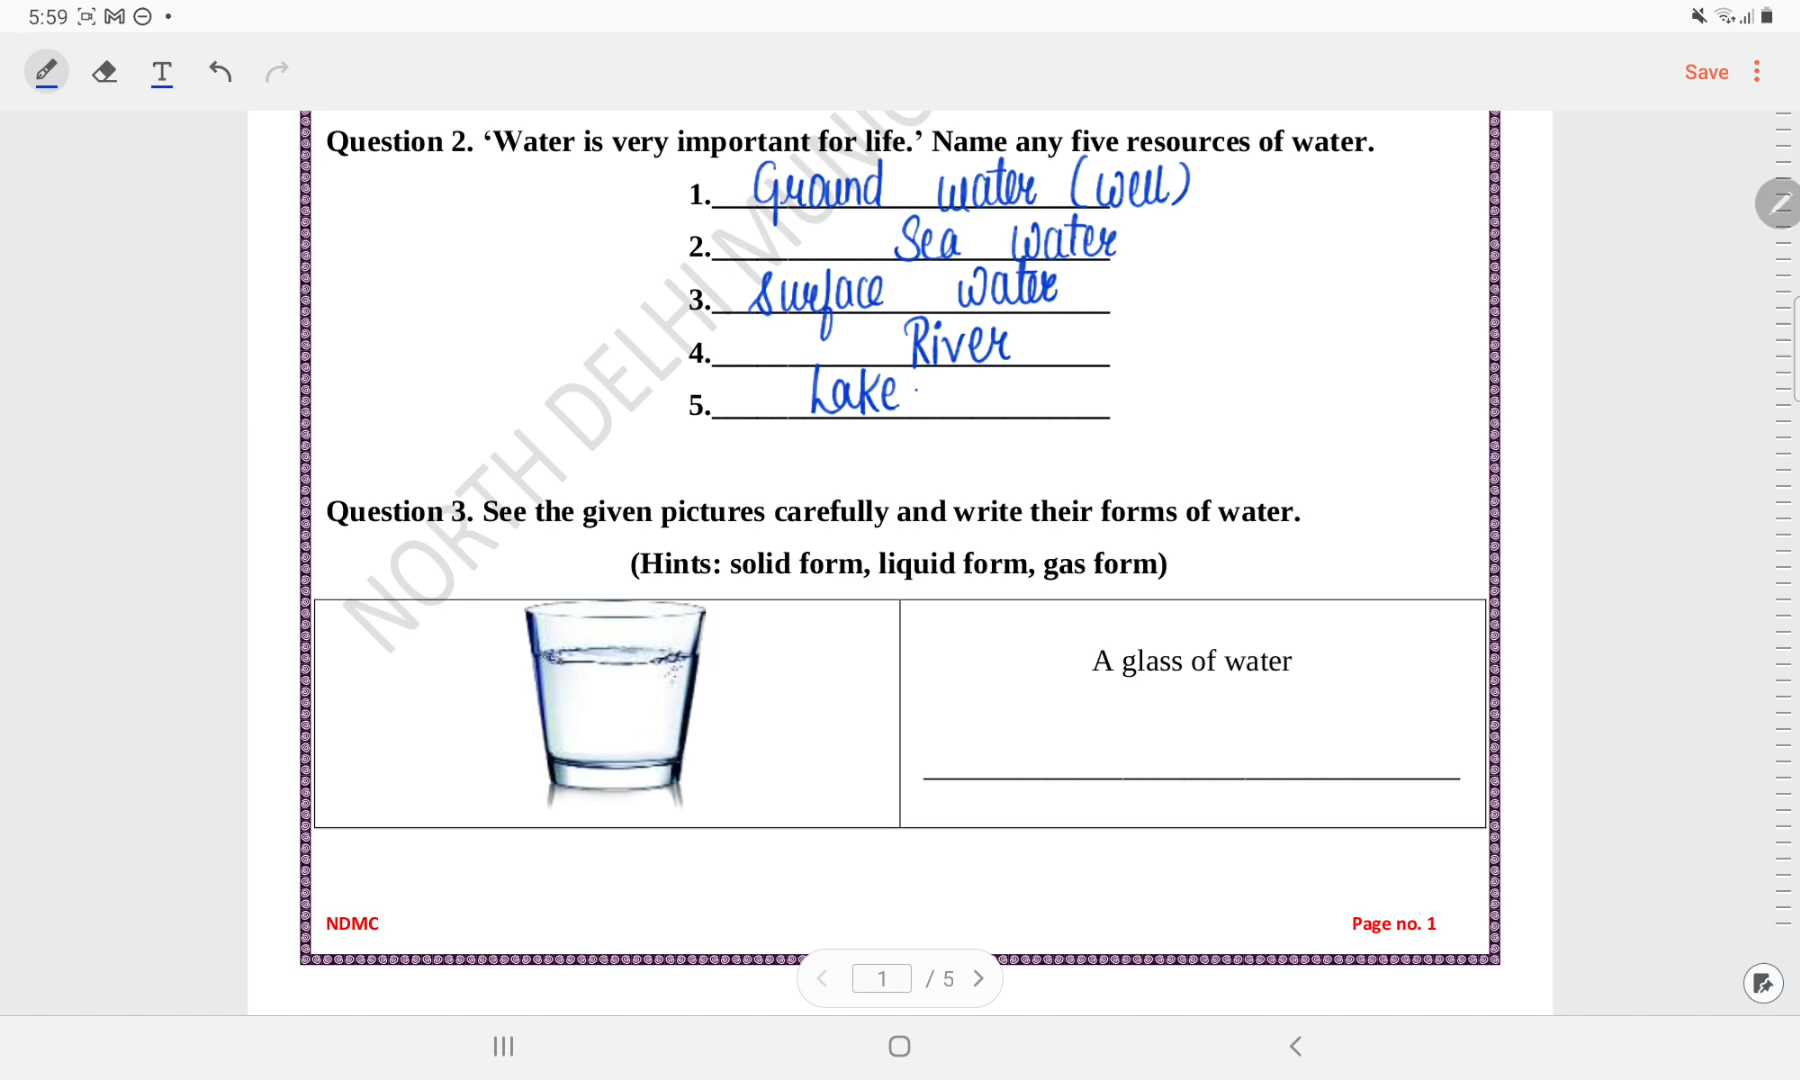 5:59
Save
Question 2. ‘Water is very important for life.’ Name any five resources of water.
1. Ground water (well)
2. Sea water
3. Surface water
4. River
5. Lake.
Question 3. See the given pictures carefully and write their forms of water.
(Hints: solid form, liquid form, gas form)
A glass of water
NDMC
Page no. 1
1 / 5
NORTH DELHI MUNIC